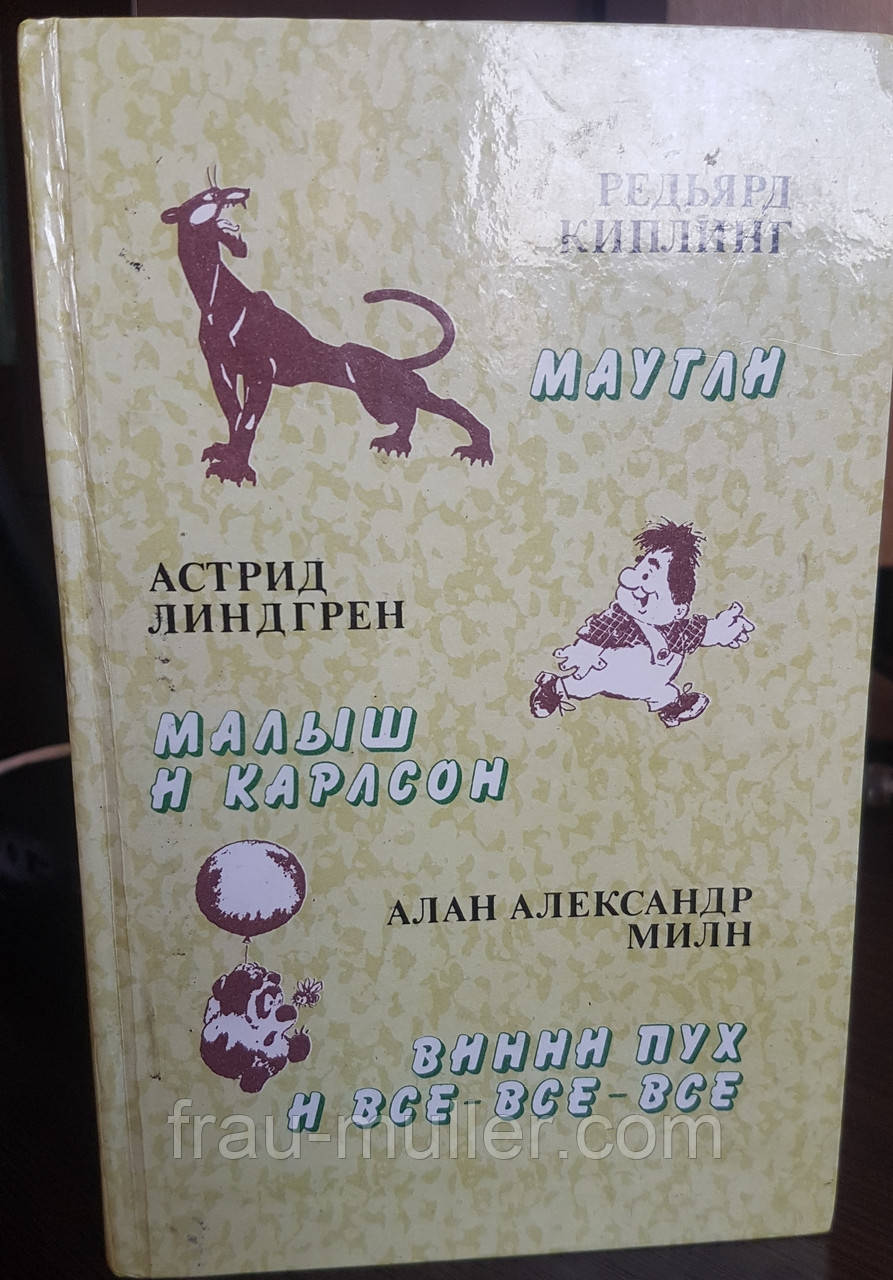 РЕДЬЯРД
КИПЛИНГ
МАУГЛИ
АСТРИД
ЛИНДГРЕН
МАЛЫШ
И КАРЛСОН
АЛАН АЛЕКСАНДР
МИЛН
ВИННИ ПУХ
И ВСЕ-ВСЕ-ВСЕ
frau-muller.com